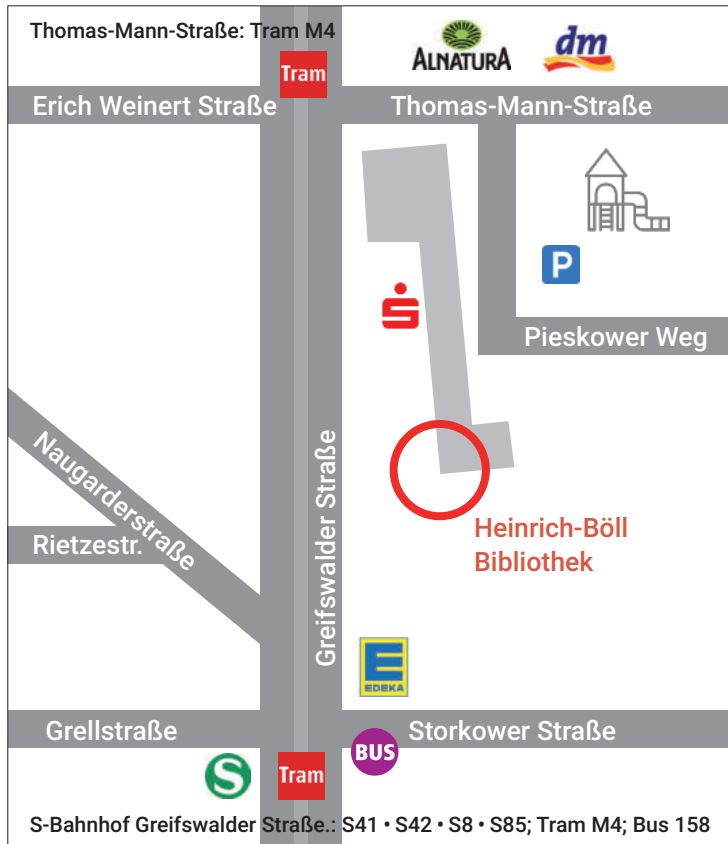 Thomas-Mann-Straße: Tram M4
Tram
ALNATURA
dm
Erich Weinert Straße
Thomas-Mann-Straße
P
Pieskower Weg
Naugarderstraße
Rietzestr.
Greifswalder Straße
Heinrich-Böll
Bibliothek
E
EDEKA
Grellstraße
Storkower Straße
BUS
S
Tram
S-Bahnhof Greifswalder Straße.: S41 • S42 • S8 • S85; Tram M4; Bus 158